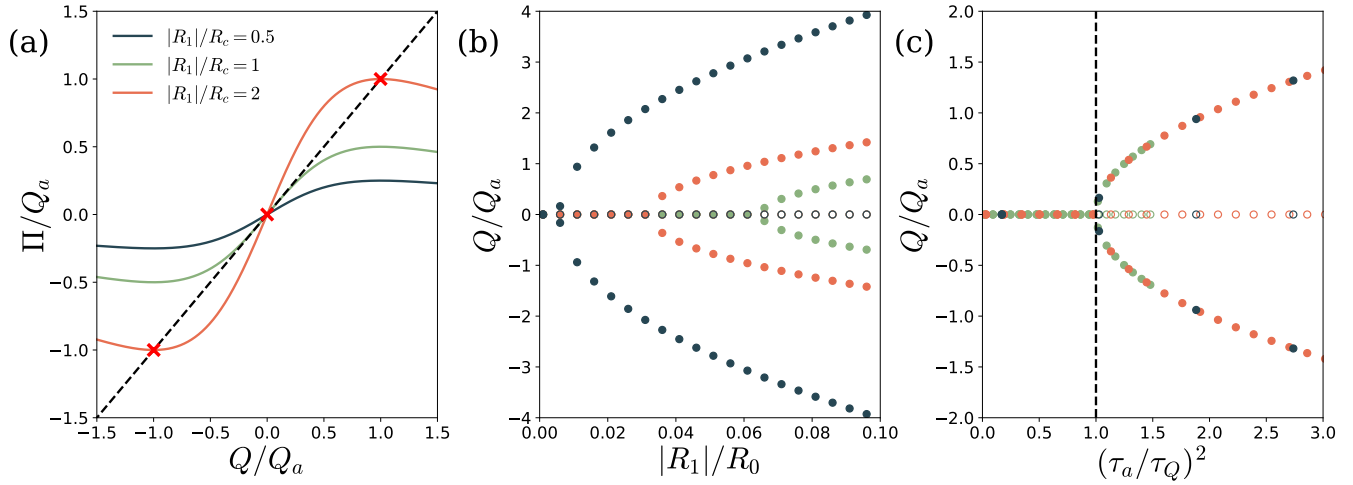 (a)
|R₁|/R_c = 0.5
|R₁|/R_c = 1
|R₁|/R_c = 2
Π/Q_a
1.5
1.0
0.5
0.0
−0.5
−1.0
−1.5
−1.5 −1.0 −0.5 0.0 0.5 1.0 1.5
Q/Q_a
(b)
Q/Q_a
4
3
2
1
0
−1
−2
−3
−4
0.00 0.02 0.04 0.06 0.08 0.10
|R₁|/R₀
(c)
Q/Q_a
2.0
1.5
1.0
0.5
0.0
−0.5
−1.0
−1.5
−2.0
0.0 0.5 1.0 1.5 2.0 2.5 3.0
(τ_a/τ_Q)²